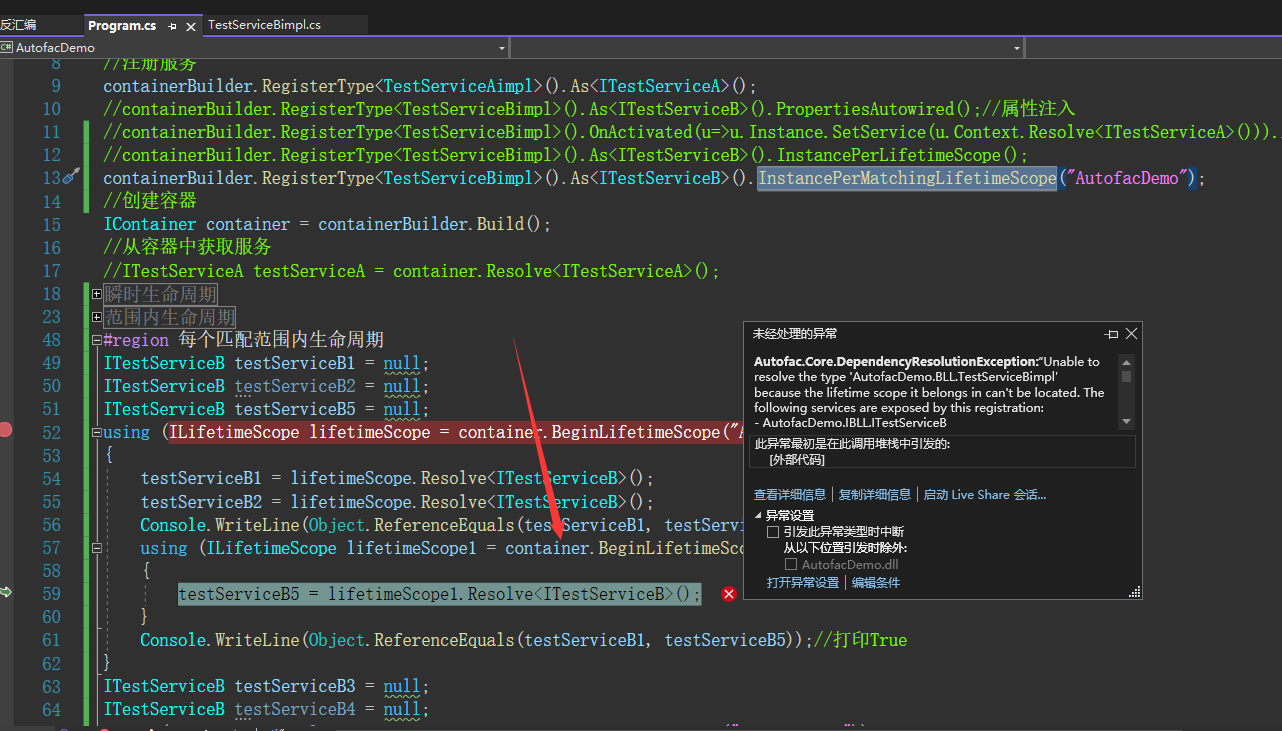 反汇编
Program.cs
TestServiceBimpl.cs
C# AutofacDemo
8 //注册服务
9 containerBuilder.RegisterType<TestServiceAimpl>().As<ITestServiceA>();
10 //containerBuilder.RegisterType<TestServiceBimpl>().As<ITestServiceB>().PropertiesAutowired();//属性注入
11 //containerBuilder.RegisterType<TestServiceBimpl>().OnActivated(u=>u.Instance.SetService(u.Context.Resolve<ITestServiceA>())).
12 //containerBuilder.RegisterType<TestServiceBimpl>().As<ITestServiceB>().InstancePerLifetimeScope();
13 containerBuilder.RegisterType<TestServiceBimpl>().As<ITestServiceB>().InstancePerMatchingLifetimeScope("AutofacDemo");
14 //创建容器
15 IContainer container = containerBuilder.Build();
16 //从容器中获取服务
17 //ITestServiceA testServiceA = container.Resolve<ITestServiceA>();
18 瞬时生命周期
23 范围内生命周期
48 #region 每个匹配范围内生命周期
49 ITestServiceB testServiceB1 = null;
50 ITestServiceB testServiceB2 = null;
51 ITestServiceB testServiceB5 = null;
52 using (ILifetimeScope lifetimeScope = container.BeginLifetimeScope("A
53 {
54 testServiceB1 = lifetimeScope.Resolve<ITestServiceB>();
55 testServiceB2 = lifetimeScope.Resolve<ITestServiceB>();
56 Console.WriteLine(Object.ReferenceEquals(testServiceB1, testServi
57 using (ILifetimeScope lifetimeScope1 = container.BeginLifetimeSco
58 {
59 testServiceB5 = lifetimeScope1.Resolve<ITestServiceB>();
60 }
61 Console.WriteLine(Object.ReferenceEquals(testServiceB1, testServiceB5));//打印True
62 }
63 ITestServiceB testServiceB3 = null;
64 ITestServiceB testServiceB4 = null;
未经处理的异常
Autofac.Core.DependencyResolutionException:"Unable to
resolve the type 'AutofacDemo.BLL.TestServiceBimpl'
because the lifetime scope it belongs in can't be located. The
following services are exposed by this registration:
- AutofacDemo.IBLL.ITestServiceB
此异常最初是在此调用堆栈中引发的:
[外部代码]
查看详细信息 | 复制详细信息 | 启动 Live Share 会话...
异常设置
引发此异常类型时中断
从以下位置引发时除外:
AutofacDemo.dll
打开异常设置 | 编辑条件